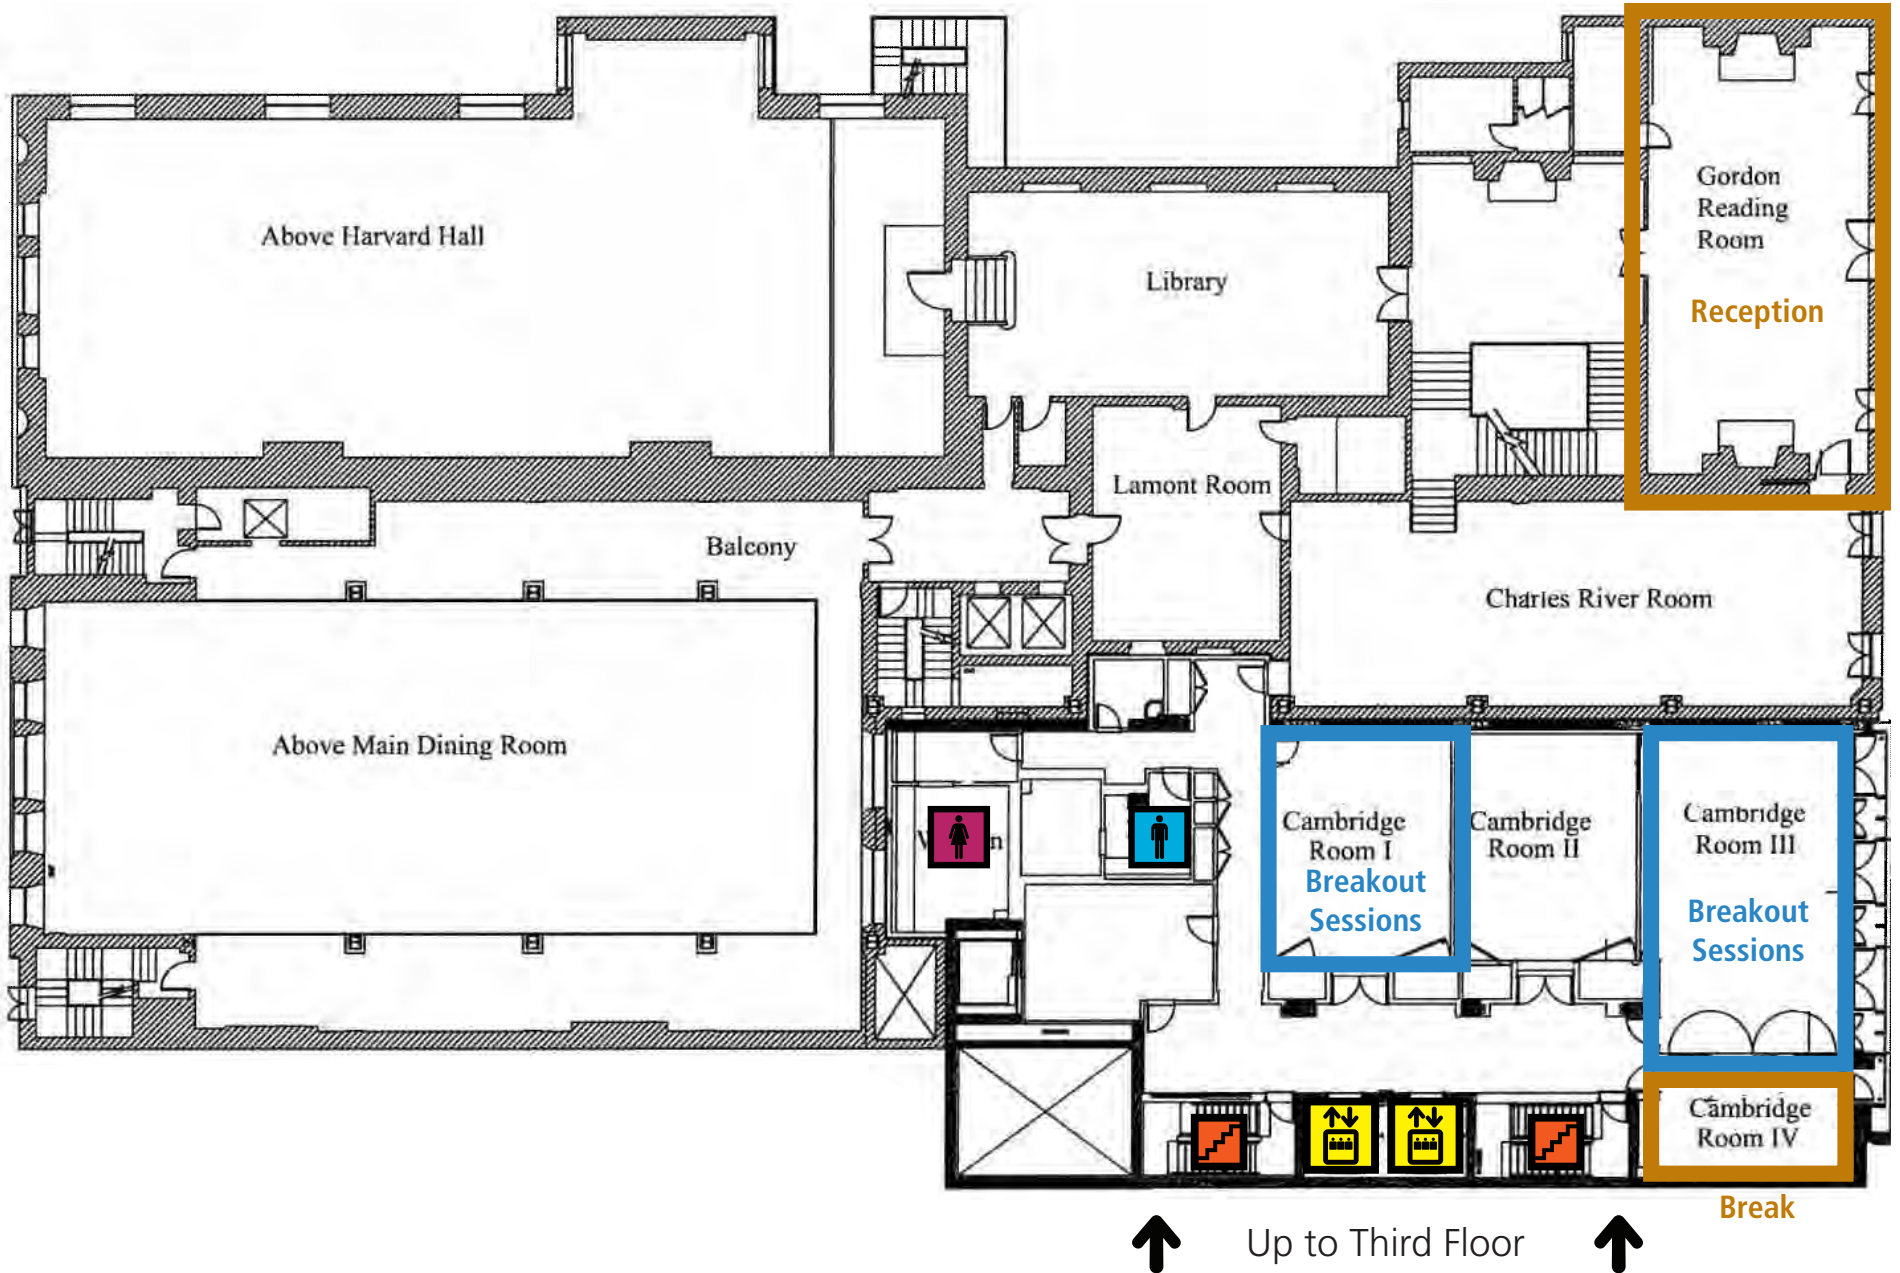 Gordon
Reading
Room
Reception
Above Harvard Hall
Library
Lamont Room
Balcony
Charles River Room
Above Main Dining Room
Cambridge
Room I
Breakout
Sessions
Cambridge
Room II
Cambridge
Room III
Breakout
Sessions
Cambridge
Room IV
Break
Up to Third Floor